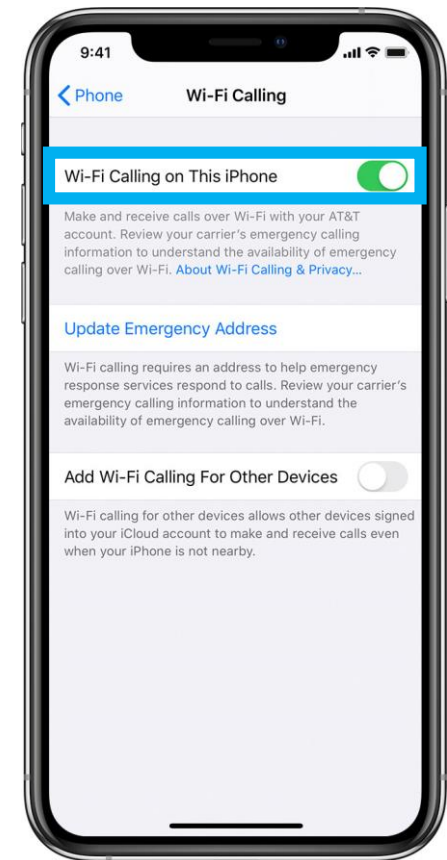 9:41
Phone Wi-Fi Calling
Wi-Fi Calling on This iPhone
Make and receive calls over Wi-Fi with your AT&T
account. Review your carrier's emergency calling
information to understand the availability of emergency
calling over Wi-Fi. About Wi-Fi Calling & Privacy...
Update Emergency Address
Wi-Fi calling requires an address to help emergency
response services respond to calls. Review your carrier's
emergency calling information to understand the
availability of emergency calling over Wi-Fi.
Add Wi-Fi Calling For Other Devices
Wi-Fi calling for other devices allows other devices signed
into your iCloud account to make and receive calls even
when your iPhone is not nearby.